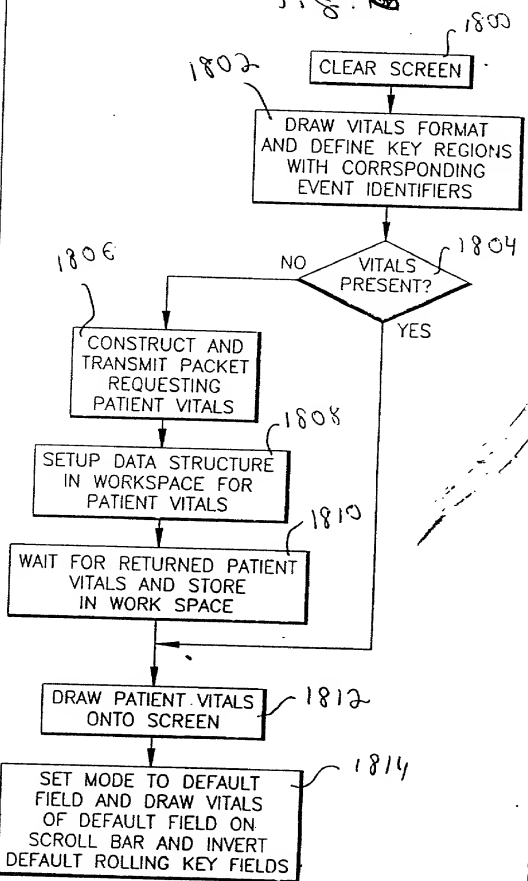 1800
CLEAR SCREEN
1802
DRAW VITALS FORMAT
AND DEFINE KEY REGIONS
WITH CORRSPONDING
EVENT IDENTIFIERS
1804
VITALS
PRESENT?
NO
YES
1806
CONSTRUCT AND
TRANSMIT PACKET
REQUESTING
PATIENT VITALS
1808
SETUP DATA STRUCTURE
IN WORKSPACE FOR
PATIENT VITALS
1810
WAIT FOR RETURNED PATIENT
VITALS AND STORE
IN WORK SPACE
1812
DRAW PATIENT VITALS
ONTO SCREEN
1814
SET MODE TO DEFAULT
FIELD AND DRAW VITALS
OF DEFAULT FIELD ON
SCROLL BAR AND INVERT
DEFAULT ROLLING KEY FIELDS